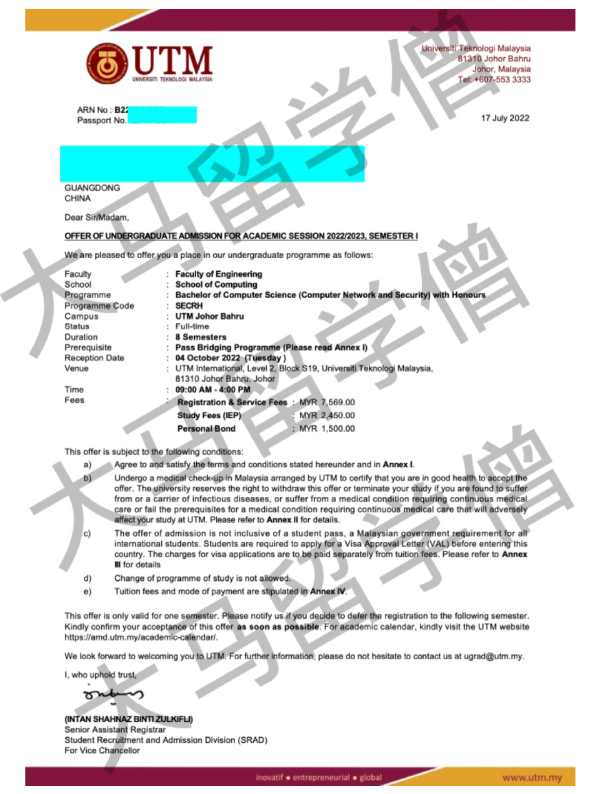 UTM
UNIVERSITI TEKNOLOGI MALAYSIA
Universiti Teknologi Malaysia
81310 Johor Bahru
Johor, Malaysia
Tel: +607-553 3333
ARN No : B22
Passport No.
17 July 2022
GUANGDONG
CHINA
Dear Sir/Madam,
OFFER OF UNDERGRADUATE ADMISSION FOR ACADEMIC SESSION 2022/2023, SEMESTER I
We are pleased to offer you a place in our undergraduate programme as follows:
Faculty : Faculty of Engineering
School : School of Computing
Programme : Bachelor of Computer Science (Computer Network and Security) with Honours
Programme Code : SECRH
Campus : UTM Johor Bahru
Status : Full-time
Duration : 8 Semesters
Prerequisite : Pass Bridging Programme (Please read Annex I)
Reception Date : 04 October 2022 (Tuesday )
Venue : UTM International, Level 2, Block S19, Universiti Teknologi Malaysia,
81310 Johor Bahru, Johor
Time : 09:00 AM - 4:00 PM
Fees : Registration & Service Fees : MYR 7,569.00
Study Fees (IEP) : MYR 2,450.00
Personal Bond : MYR 1,500.00
This offer is subject to the following conditions:
a) Agree to and satisfy the terms and conditions stated hereunder and in Annex I.
b) Undergo a medical check-up in Malaysia arranged by UTM to certify that you are in good health to accept the
offer. The university reserves the right to withdraw this offer or terminate your study if you are found to suffer
from or a carrier of infectious diseases, or suffer from a medical condition requiring continuous medical
care or fail the prerequisites for a medical condition requiring continuous medical care that will adversely
affect your study at UTM. Please refer to Annex II for details.
c) The offer of admission is not inclusive of a student pass, a Malaysian government requirement for all
international students. Students are required to apply for a Visa Approval Letter (VAL) before entering this
country. The charges for visa applications are to be paid separately from tuition fees. Please refer to Annex
III for details
d) Change of programme of study is not allowed.
e) Tuition fees and mode of payment are stipulated in Annex IV.
This offer is only valid for one semester. Please notify us if you decide to defer the registration to the following semester.
Kindly confirm your acceptance of this offer as soon as possible. For academic calendar, kindly visit the UTM website
https://amd.utm.my/academic-calendar/.
We look forward to welcoming you to UTM. For further information, please do not hesitate to contact us at ugrad@utm.my.
I, who uphold trust,
(INTAN SHAHNAZ BINTI ZULKIFLI)
Senior Assistant Registrar
Student Recruitment and Admission Division (SRAD)
For Vice Chancellor
inovatif ● entrepreneurial ● global
www.utm.my
大马留学僧
大马留学僧
大马留学僧